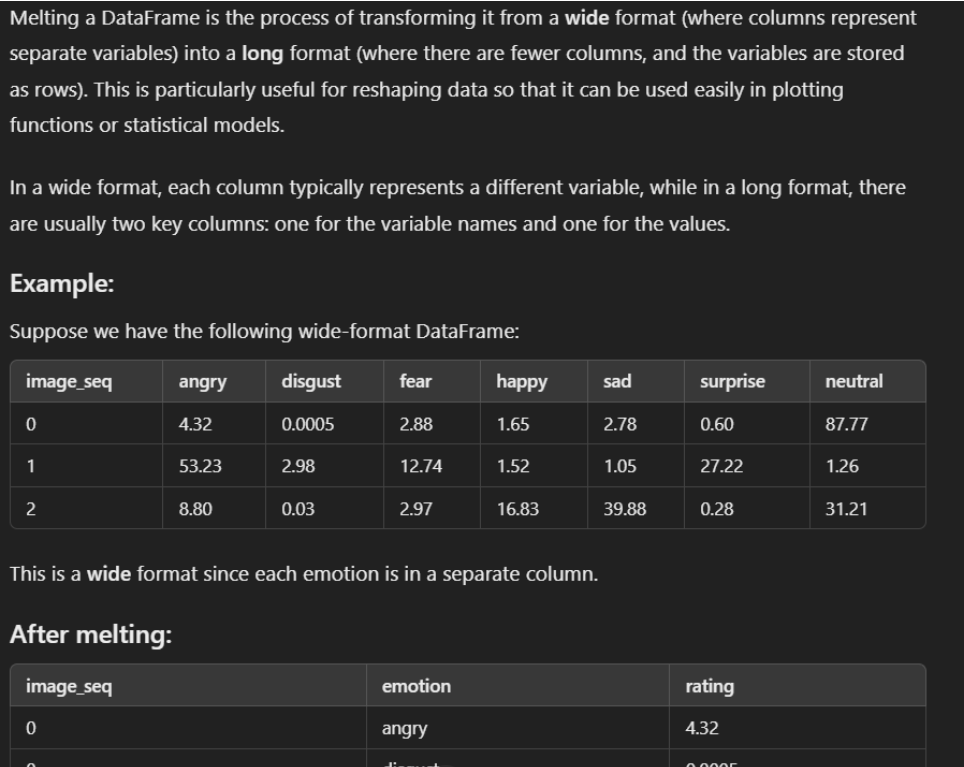 Melting a DataFrame is the process of transforming it from a wide format (where columns represent
separate variables) into a long format (where there are fewer columns, and the variables are stored
as rows). This is particularly useful for reshaping data so that it can be used easily in plotting
functions or statistical models.
In a wide format, each column typically represents a different variable, while in a long format, there
are usually two key columns: one for the variable names and one for the values.
Example:
Suppose we have the following wide-format DataFrame:
image_seq angry disgust fear happy sad surprise neutral
0 4.32 0.0005 2.88 1.65 2.78 0.60 87.77
1 53.23 2.98 12.74 1.52 1.05 27.22 1.26
2 8.80 0.03 2.97 16.83 39.88 0.28 31.21
This is a wide format since each emotion is in a separate column.
After melting:
image_seq emotion rating
0 angry 4.32